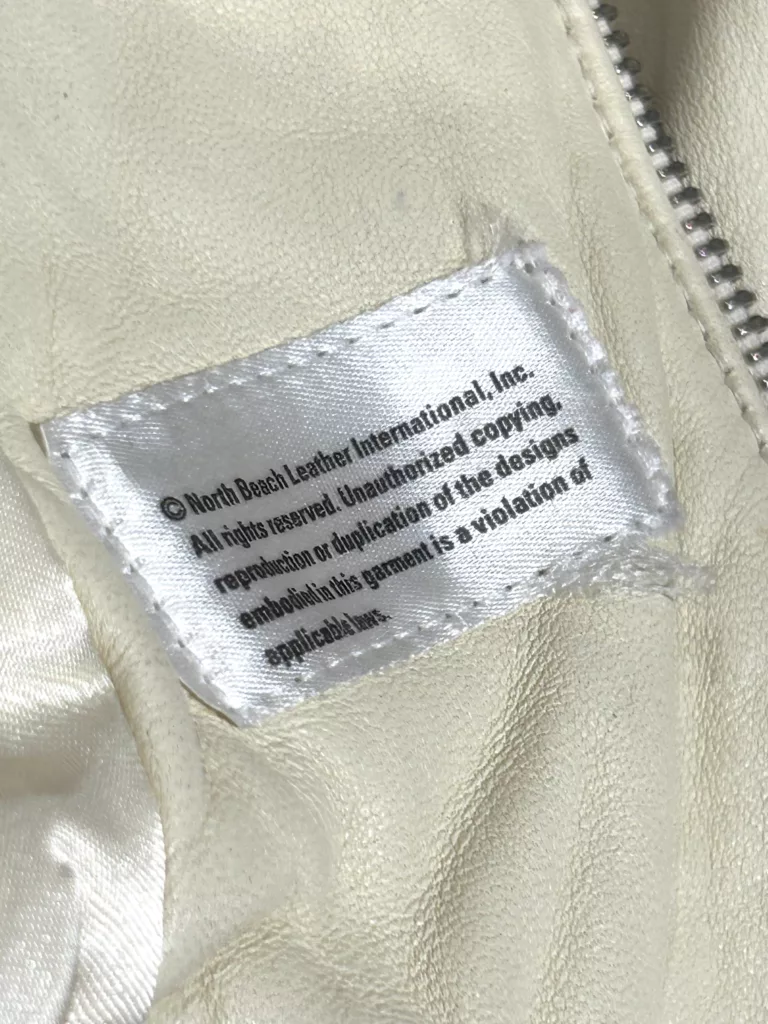 © North Beach Leather International, Inc.
All rights reserved. Unauthorized copying,
reproduction or duplication of the designs
embodied in this garment is a violation of
applicable laws.